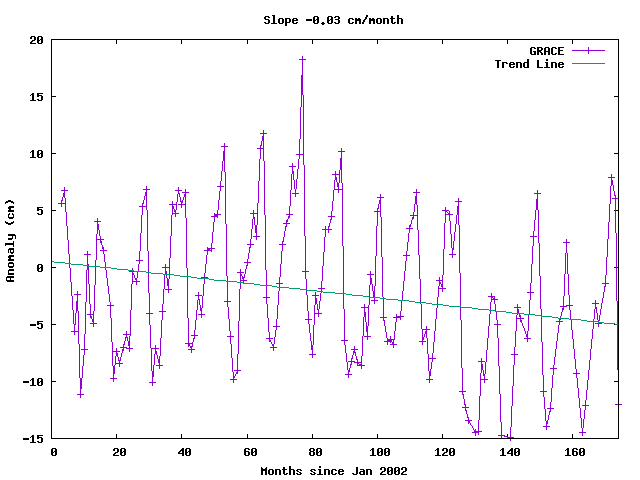 Slope -0.03 cm/month
GRACE
Trend Line
20
15
10
5
0
-5
-10
-15
Anomaly (cm)
0 20 40 60 80 100 120 140 160
Months since Jan 2002